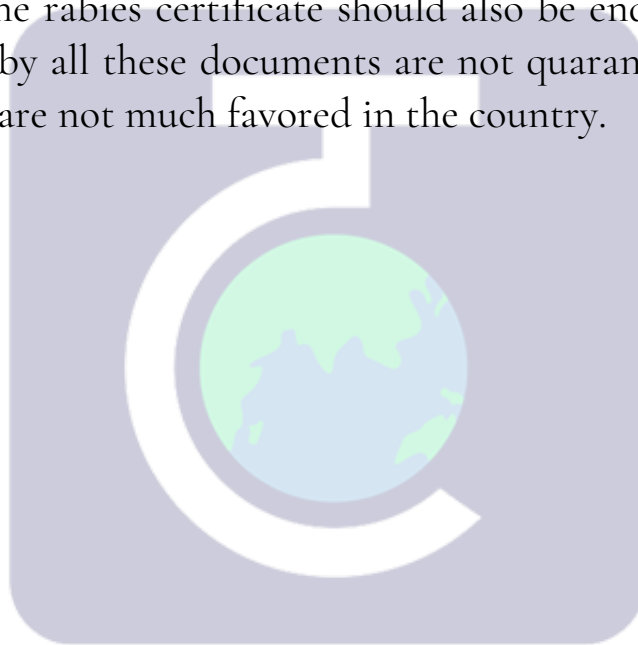 rabies certificate should also be
by all these documents are not
are not much favored in the country.